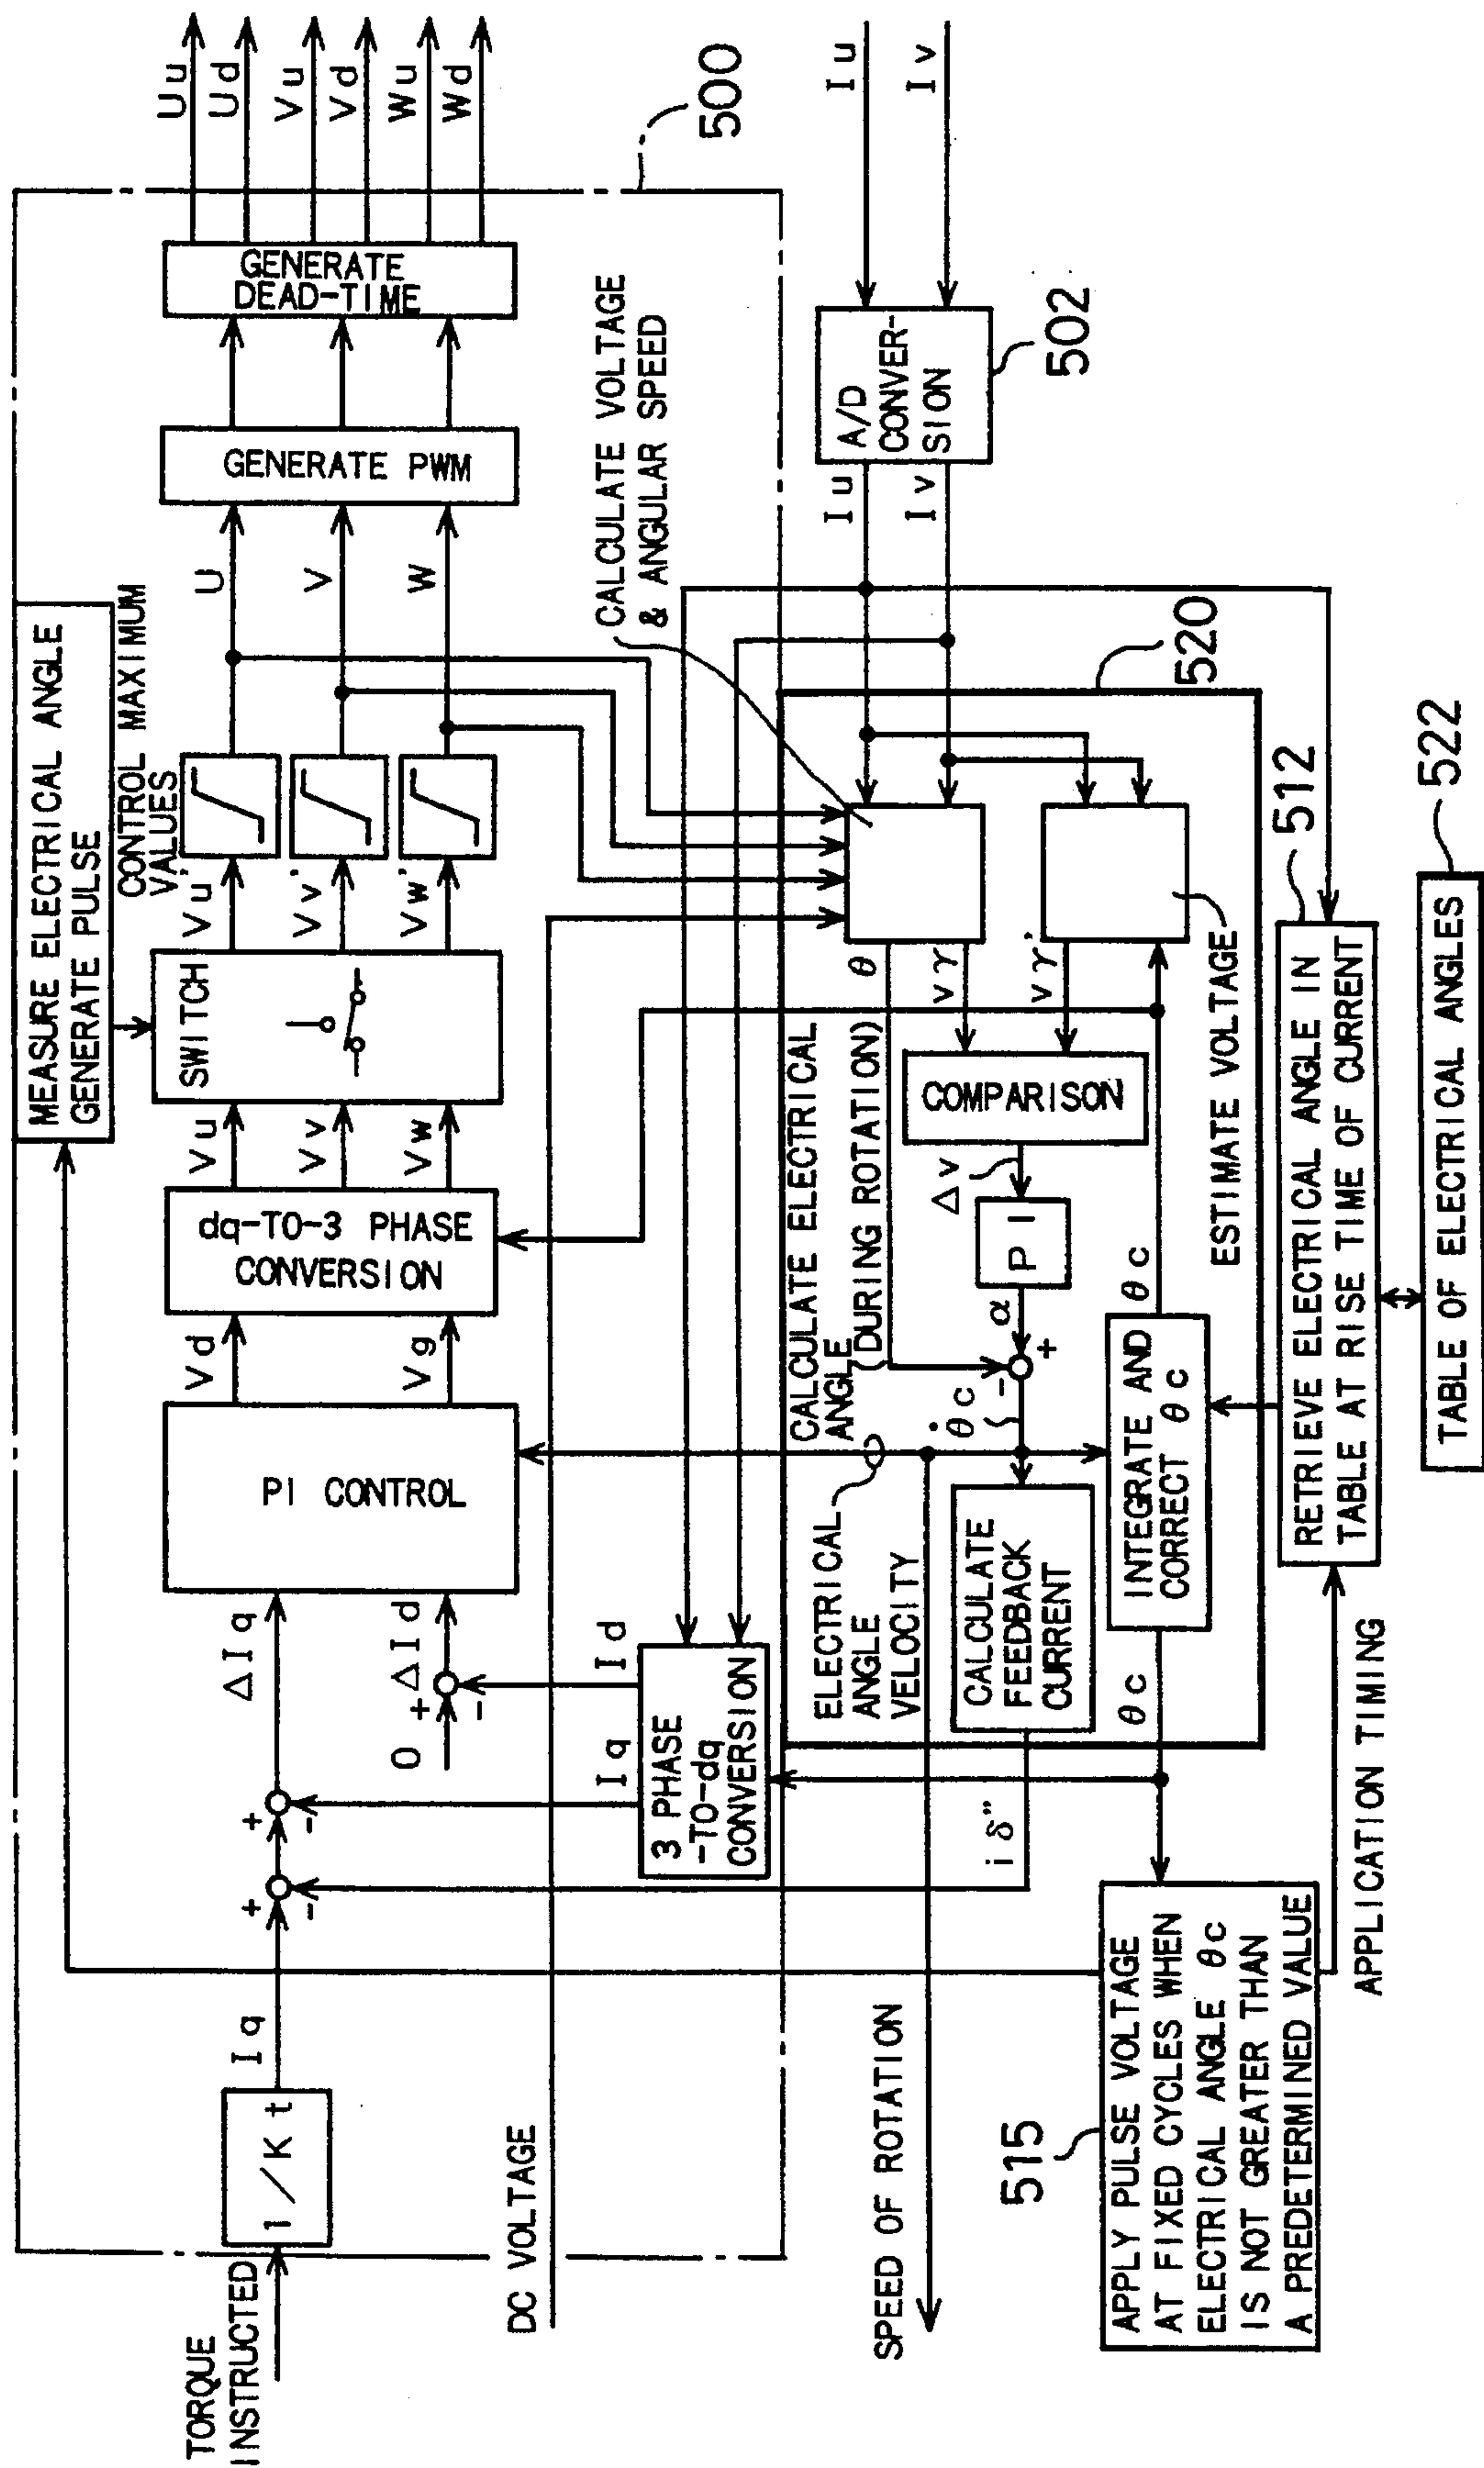 MEASURE ELECTRICAL ANGLE
GENERATE PULSE
TORQUE
INSTRUCTED
1/Kt
Iq
+
-
+
-
ΔIq
0
+
-
ΔId
PI CONTROL
Vd
Vg
dq-TO-3 PHASE
CONVERSION
Vu
Vv
Vw
SWITCH
Vu'
Vv'
Vw'
CONTROL MAXIMUM
VALUES
U
V
W
GENERATE PWM
GENERATE
DEAD-TIME
Uu
Ud
Vu
Vd
Wu
Wd
500
DC VOLTAGE
3 PHASE
-TO-dq
CONVERSION
Iq
Id
CALCULATE VOLTAGE
& ANGULAR SPEED
A/D
CONVER-
SION
502
Iu
Iv
Iu
Iv
520
CALCULATE ELECTRICAL
ANGLE (DURING ROTATION)
ELECTRICAL
ANGLE
VELOCITY
SPEED OF ROTATION
θ
vγ
vγ'
COMPARISON
Δv
PI
α
+
-
θ̇c
CALCULATE
FEEDBACK
CURRENT
iδ"
INTEGRATE AND
CORRECT θc
θc
θc
ESTIMATE VOLTAGE
515
APPLY PULSE VOLTAGE
AT FIXED CYCLES WHEN
ELECTRICAL ANGLE θc
IS NOT GREATER THAN
A PREDETERMINED VALUE
APPLICATION TIMING
RETRIEVE ELECTRICAL ANGLE IN
TABLE AT RISE TIME OF CURRENT
512
TABLE OF ELECTRICAL ANGLES
522